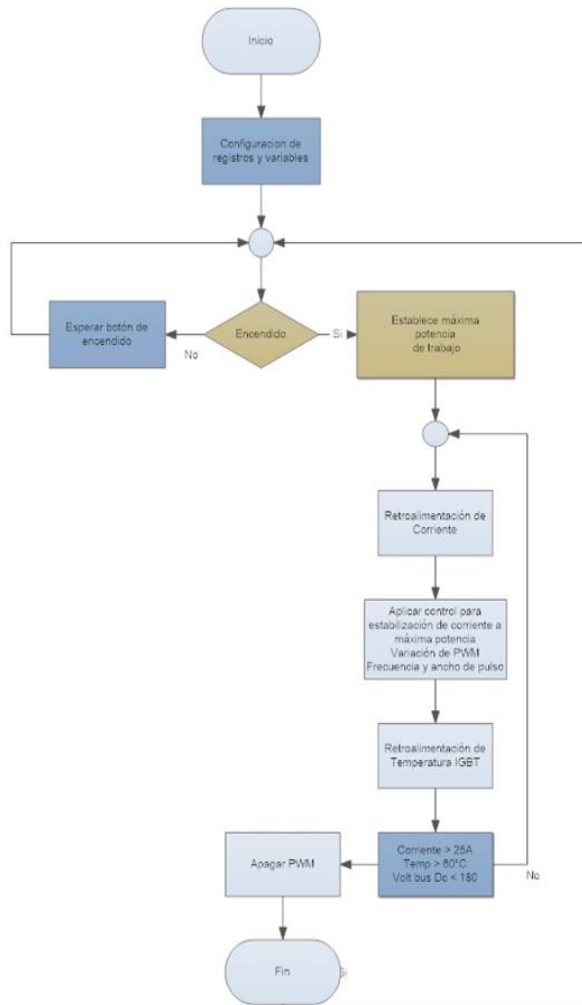 Inicio
Configuracion de
registros y variables
Esperar botón de
encendido
No
Encendido
Si
Establece máxima
potencia
de trabajo
Retroalimentación de
Corriente
Aplicar control para
estabilización de corriente a
máxima potencia
Variación de PWM
Frecuencia y ancho de pulso
Retroalimentación de
Temperatura IGBT
Apagar PWM
Corriente > 25A
Temp > 60°C
Volt bus Dc < 180
No
Fin
Si